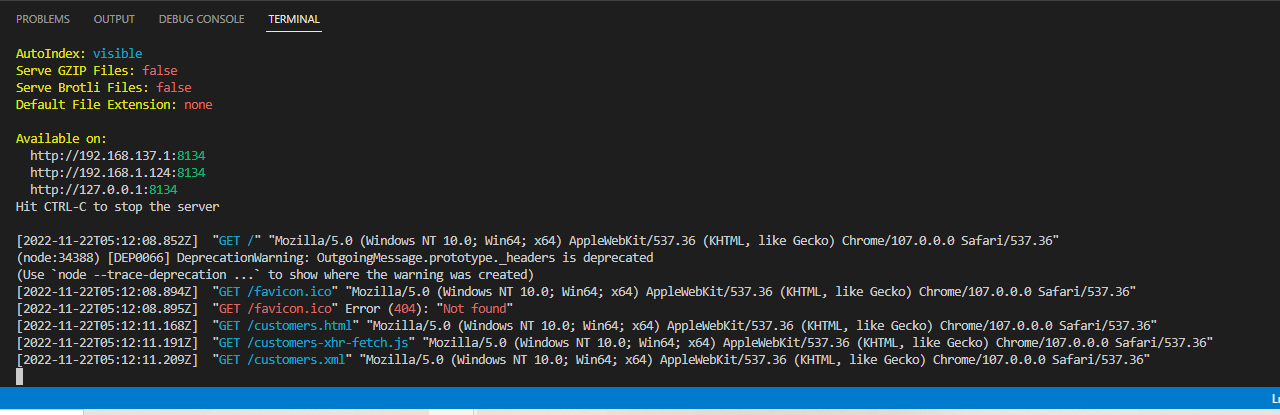 PROBLEMS OUTPUT DEBUG CONSOLE TERMINAL
AutoIndex: visible
Serve GZIP Files: false
Serve Brotli Files: false
Default File Extension: none
Available on:
http://192.168.137.1:8134
http://192.168.1.124:8134
http://127.0.0.1:8134
Hit CTRL-C to stop the server
[2022-11-22T05:12:08.852Z] "GET /" "Mozilla/5.0 (Windows NT 10.0; Win64; x64) AppleWebKit/537.36 (KHTML, like Gecko) Chrome/107.0.0.0 Safari/537.36"
(node:34388) [DEP0066] DeprecationWarning: OutgoingMessage.prototype._headers is deprecated
(Use `node --trace-deprecation ...` to show where the warning was created)
[2022-11-22T05:12:08.894Z] "GET /favicon.ico" "Mozilla/5.0 (Windows NT 10.0; Win64; x64) AppleWebKit/537.36 (KHTML, like Gecko) Chrome/107.0.0.0 Safari/537.36"
[2022-11-22T05:12:08.895Z] "GET /favicon.ico" Error (404): "Not found"
[2022-11-22T05:12:11.168Z] "GET /customers.html" "Mozilla/5.0 (Windows NT 10.0; Win64; x64) AppleWebKit/537.36 (KHTML, like Gecko) Chrome/107.0.0.0 Safari/537.36"
[2022-11-22T05:12:11.191Z] "GET /customers-xhr-fetch.js" "Mozilla/5.0 (Windows NT 10.0; Win64; x64) AppleWebKit/537.36 (KHTML, like Gecko) Chrome/107.0.0.0 Safari/537.36"
[2022-11-22T05:12:11.209Z] "GET /customers.xml" "Mozilla/5.0 (Windows NT 10.0; Win64; x64) AppleWebKit/537.36 (KHTML, like Gecko) Chrome/107.0.0.0 Safari/537.36"